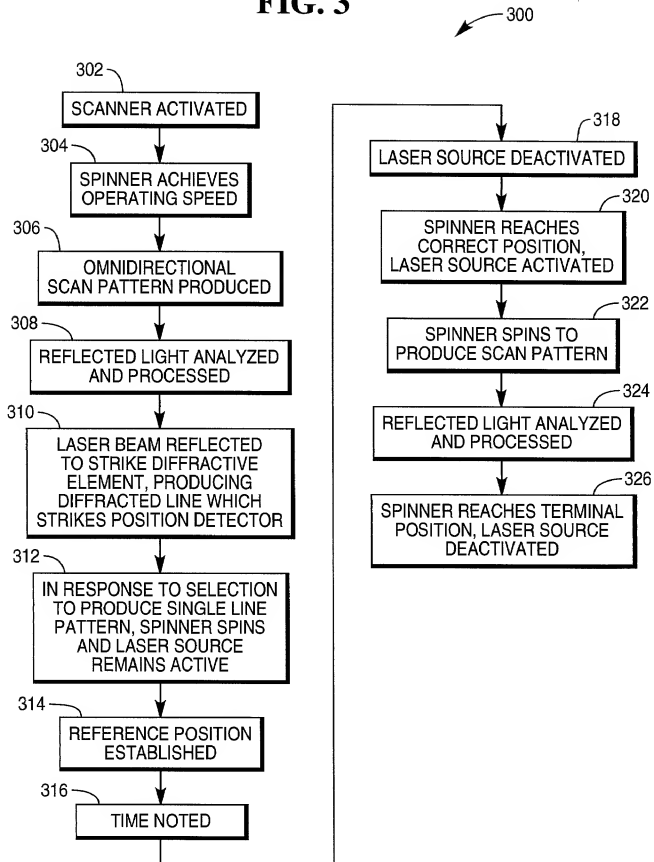 FIG. 3
300
302
SCANNER ACTIVATED
304
SPINNER ACHIEVES
OPERATING SPEED
306
OMNIDIRECTIONAL
SCAN PATTERN PRODUCED
308
REFLECTED LIGHT ANALYZED
AND PROCESSED
310
LASER BEAM REFLECTED
TO STRIKE DIFFRACTIVE
ELEMENT, PRODUCING
DIFFRACTED LINE WHICH
STRIKES POSITION DETECTOR
312
IN RESPONSE TO SELECTION
TO PRODUCE SINGLE LINE
PATTERN, SPINNER SPINS
AND LASER SOURCE
REMAINS ACTIVE
314
REFERENCE POSITION
ESTABLISHED
316
TIME NOTED
318
LASER SOURCE DEACTIVATED
320
SPINNER REACHES
CORRECT POSITION,
LASER SOURCE ACTIVATED
322
SPINNER SPINS TO
PRODUCE SCAN PATTERN
324
REFLECTED LIGHT ANALYZED
AND PROCESSED
326
SPINNER REACHES TERMINAL
POSITION, LASER SOURCE
DEACTIVATED